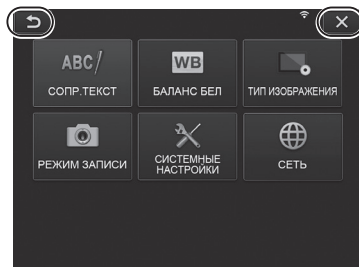 ABC/
WB
СОПР.ТЕКСТ
БАЛАНС БЕЛ
ТИП ИЗОБРАЖЕНИЯ
РЕЖИМ ЗАПИСИ
СИСТЕМНЫЕ
НАСТРОЙКИ
СЕТЬ